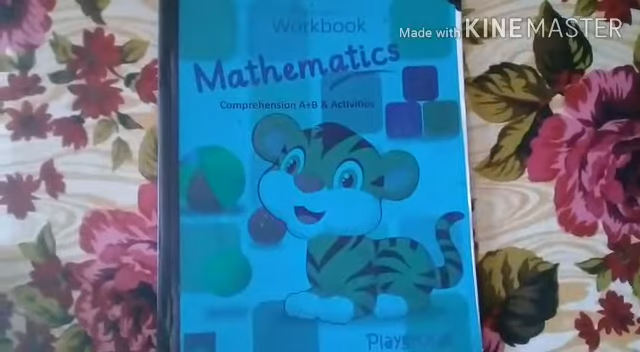 Made with KINEMASTER
Workbook
Mathematics
Comprehension A+B & Activities